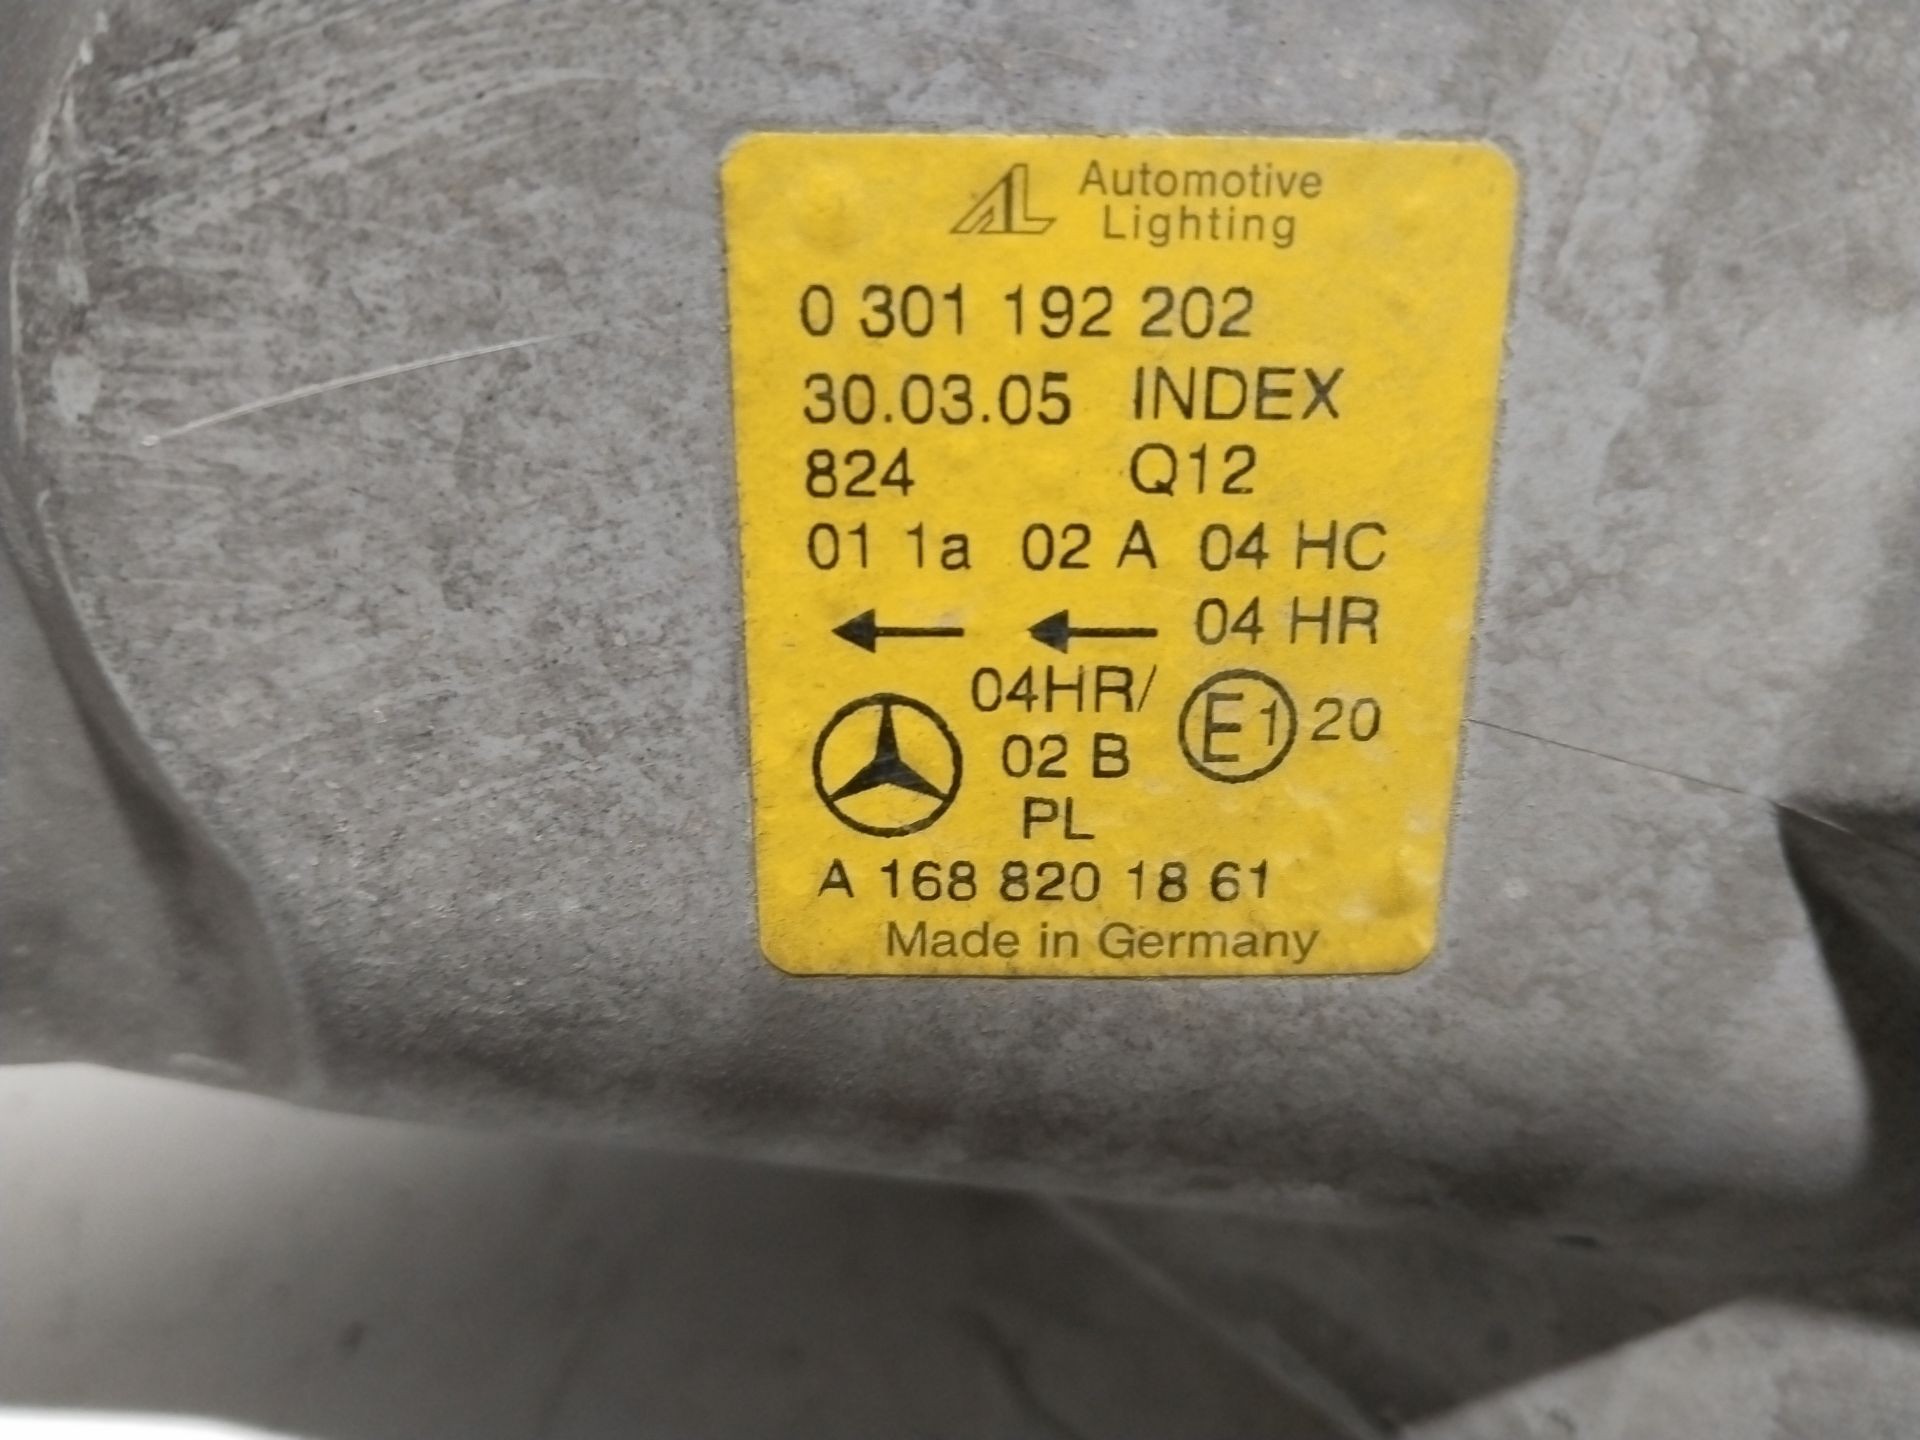 AL Automotive
Lighting
0 301 192 202
30.03.05 INDEX
824 Q12
01 1a 02 A 04 HC
← ← 04 HR
04HR/ E1 20
02 B
PL
A 168 820 18 61
Made in Germany